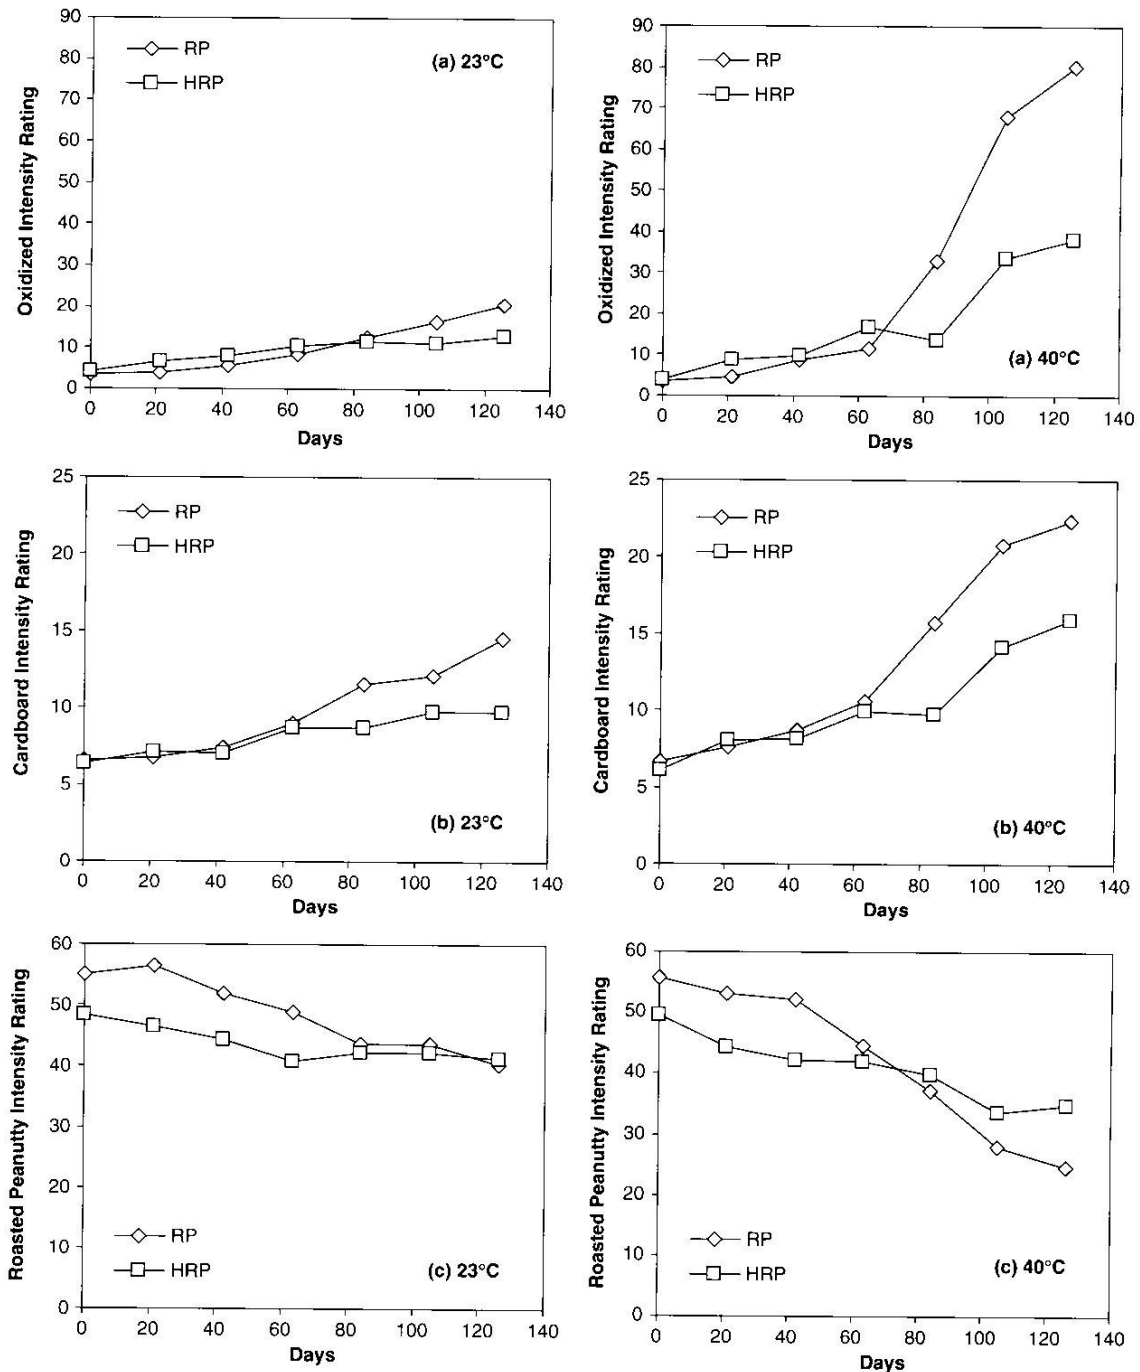 90
80
70
60
50
40
30
20
10
0
Oxidized Intensity Rating
RP
HRP
(a) 23°C
0 20 40 60 80 100 120 140
Days
90
80
70
60
50
40
30
20
10
0
Oxidized Intensity Rating
RP
HRP
(a) 40°C
0 20 40 60 80 100 120 140
Days
25
20
15
10
5
0
Cardboard Intensity Rating
RP
HRP
(b) 23°C
0 20 40 60 80 100 120 140
Days
25
20
15
10
5
0
Cardboard Intensity Rating
RP
HRP
(b) 40°C
0 20 40 60 80 100 120 140
Days
60
50
40
30
20
10
0
Roasted Peanutty Intensity Rating
RP
HRP
(c) 23°C
0 20 40 60 80 100 120 140
Days
60
50
40
30
20
10
0
Roasted Peanutty Intensity Rating
RP
HRP
(c) 40°C
0 20 40 60 80 100 120 140
Days